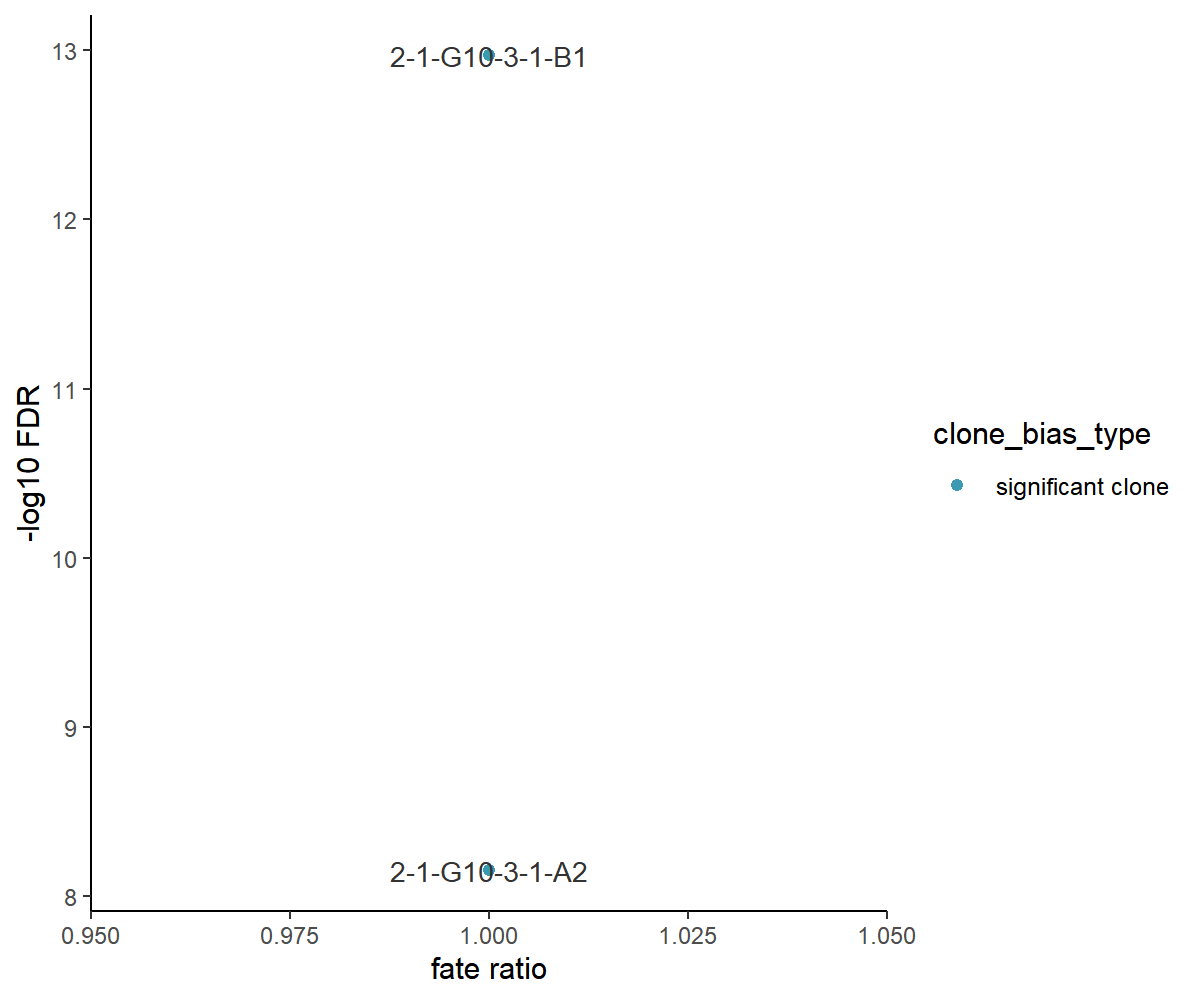 13
2-1-G10-3-1-B1
12
11
10
9
8
2-1-G10-3-1-A2
-log10 FDR
0.950
0.975
1.000
1.025
1.050
fate ratio
clone_bias_type
significant clone